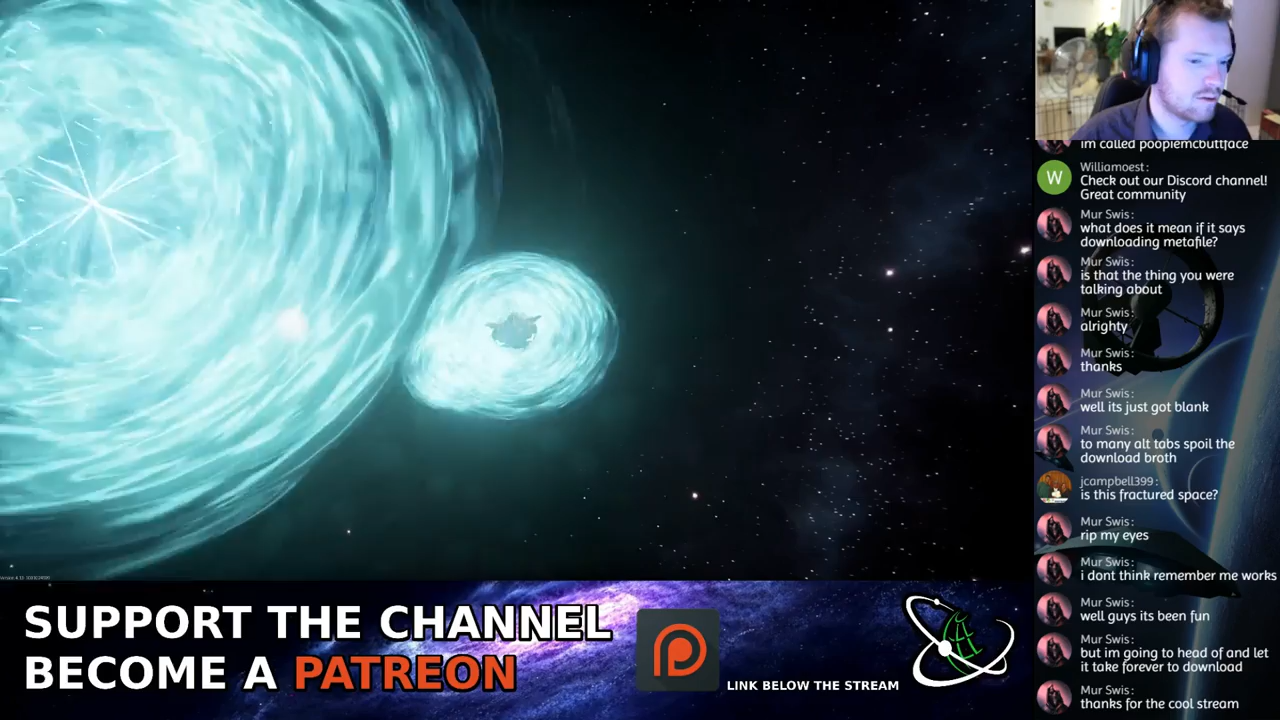 im called poopiemcbuttface
W
Williamoest:
Check out our Discord channel!
Great community
Mur Swis:
what does it mean if it says
downloading metafile?
Mur Swis:
is that the thing you were
talking about
Mur Swis:
alrighty
Mur Swis:
thanks
Mur Swis:
well its just got blank
Mur Swis:
to many alt tabs spoil the
download broth
jcampbell399:
is this fractured space?
Mur Swis:
rip my eyes
Mur Swis:
i dont think remember me works
Mur Swis:
well guys its been fun
Mur Swis:
but im going to head of and let
it take forever to download
Mur Swis:
thanks for the cool stream
SUPPORT THE CHANNEL
BECOME A PATREON
LINK BELOW THE STREAM